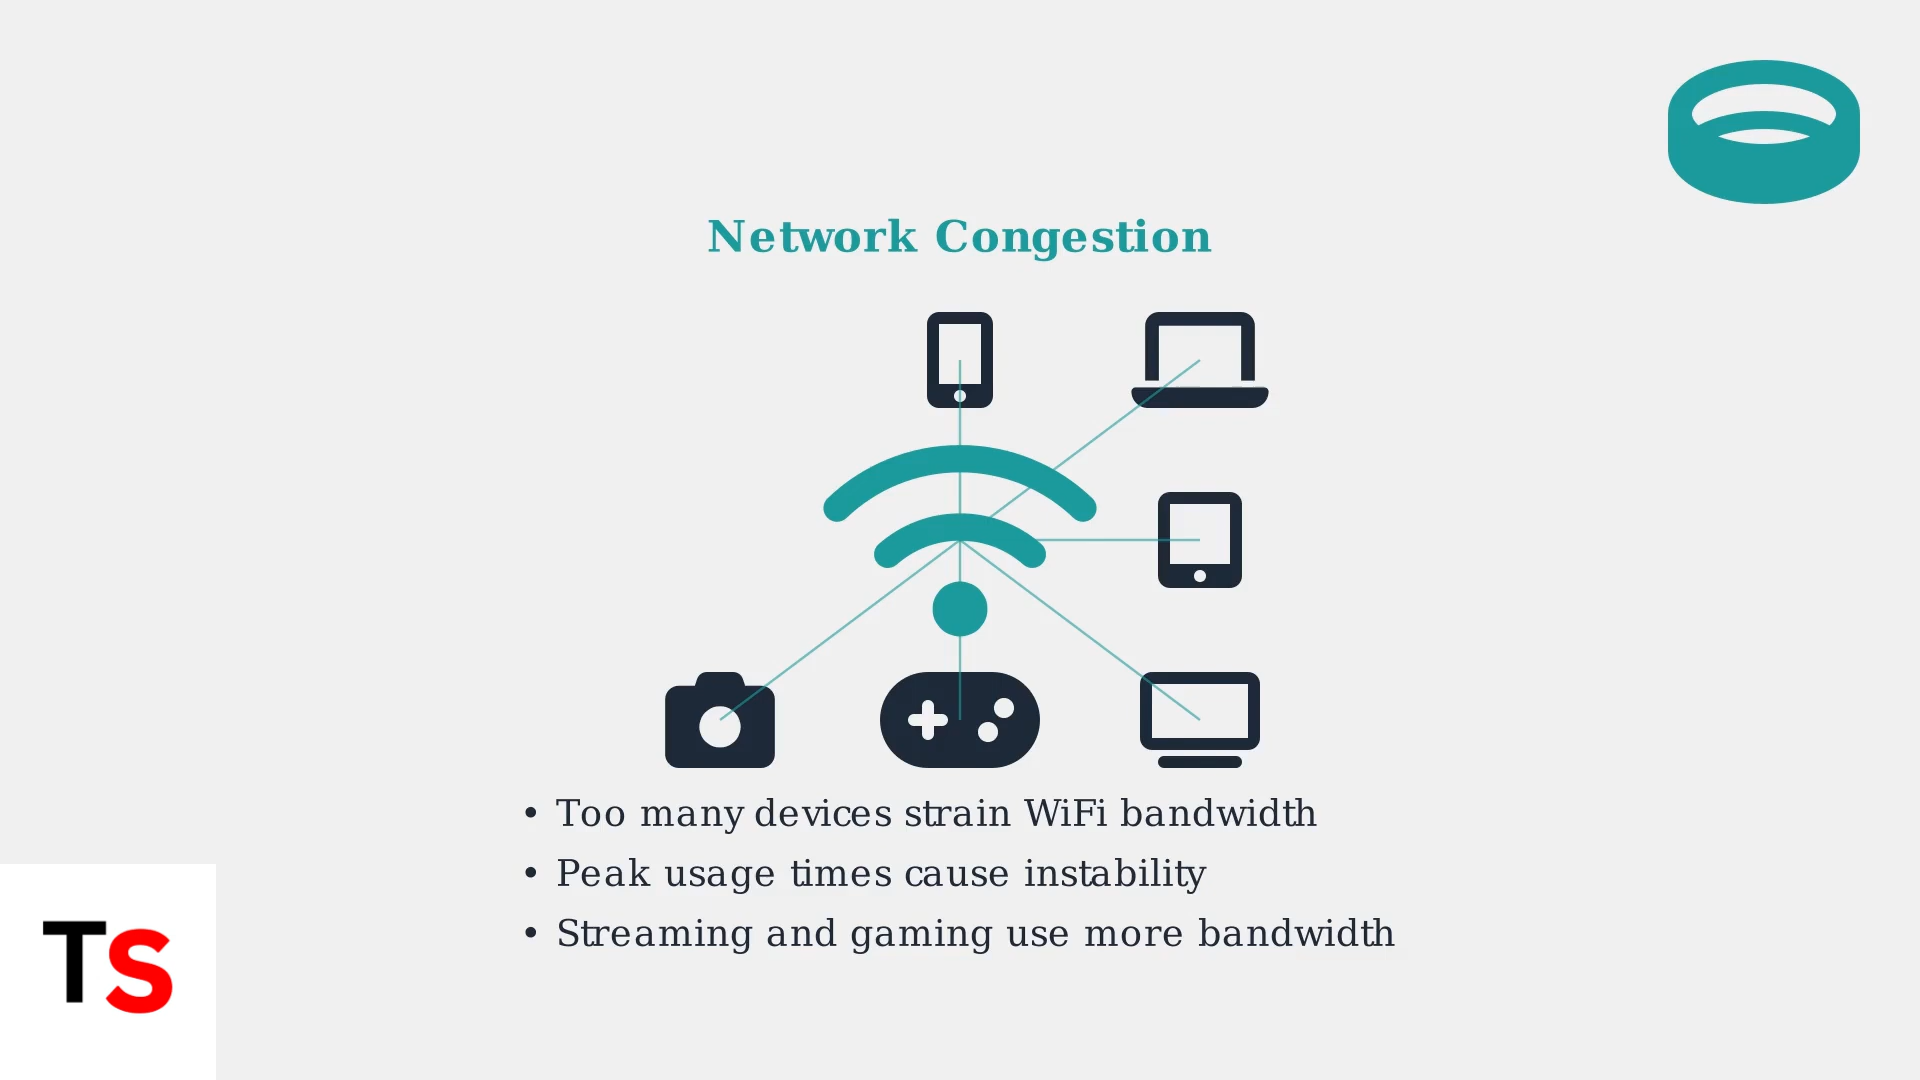 Network Congestion
• Too many devices strain WiFi bandwidth
• Peak usage times cause instability
• Streaming and gaming use more bandwidth
TS